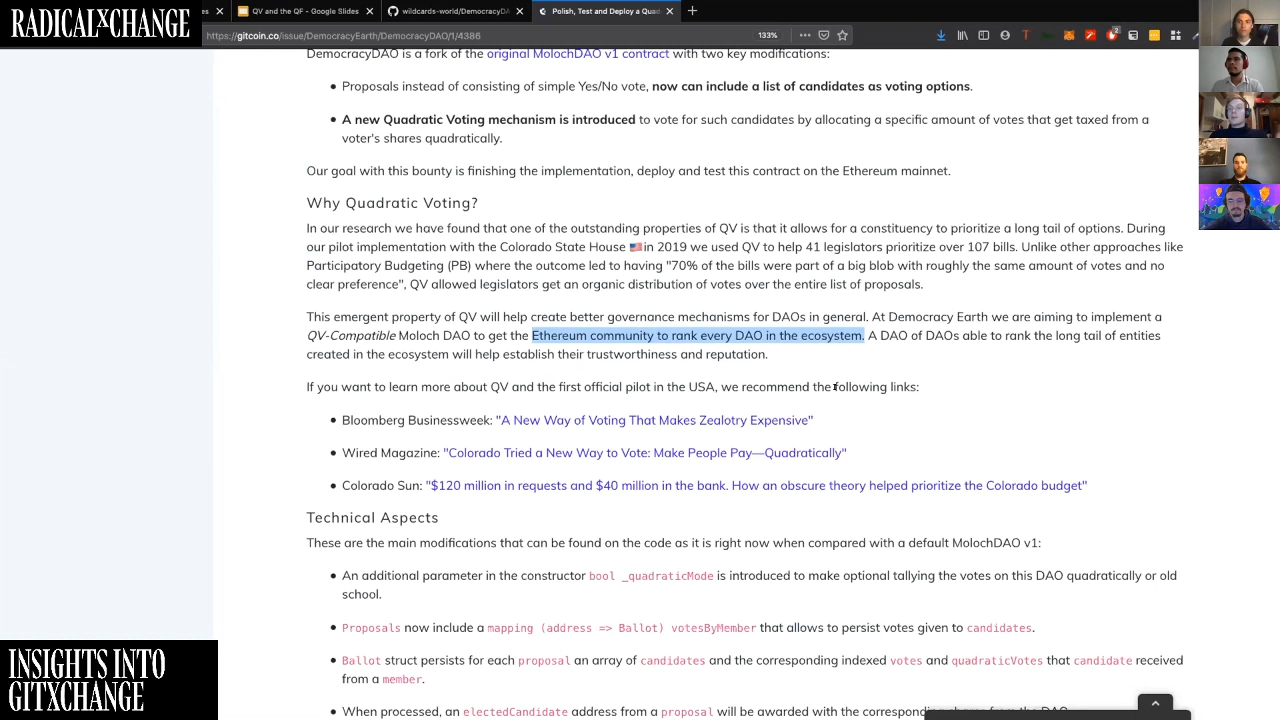 RADICALxCHANGE
QV and the QF - Google Slides
wildcards-world/DemocracyDA
Polish, Test and Deploy a Quad
https://gitcoin.co/issue/DemocracyEarth/DemocracyDAO/1/4386
133%
DemocracyDAO is a fork of the original MolochDAO v1 contract with two key modifications:
• Proposals instead of consisting of simple Yes/No vote, now can include a list of candidates as voting options.
• A new Quadratic Voting mechanism is introduced to vote for such candidates by allocating a specific amount of votes that get taxed from a
voter's shares quadratically.
Our goal with this bounty is finishing the implementation, deploy and test this contract on the Ethereum mainnet.
Why Quadratic Voting?
In our research we have found that one of the outstanding properties of QV is that it allows for a constituency to prioritize a long tail of options. During
our pilot implementation with the Colorado State House 🇺🇸 in 2019 we used QV to help 41 legislators prioritize over 107 bills. Unlike other approaches like
Participatory Budgeting (PB) where the outcome led to having "70% of the bills were part of a big blob with roughly the same amount of votes and no
clear preference", QV allowed legislators get an organic distribution of votes over the entire list of proposals.
This emergent property of QV will help create better governance mechanisms for DAOs in general. At Democracy Earth we are aiming to implement a
QV-Compatible Moloch DAO to get the Ethereum community to rank every DAO in the ecosystem. A DAO of DAOs able to rank the long tail of entities
created in the ecosystem will help establish their trustworthiness and reputation.
If you want to learn more about QV and the first official pilot in the USA, we recommend the following links:
• Bloomberg Businessweek: "A New Way of Voting That Makes Zealotry Expensive"
• Wired Magazine: "Colorado Tried a New Way to Vote: Make People Pay—Quadratically"
• Colorado Sun: "$120 million in requests and $40 million in the bank. How an obscure theory helped prioritize the Colorado budget"
Technical Aspects
These are the main modifications that can be found on the code as it is right now when compared with a default MolochDAO v1:
• An additional parameter in the constructor bool _quadraticMode is introduced to make optional tallying the votes on this DAO quadratically or old
school.
• Proposals now include a mapping (address => Ballot) votesByMember that allows to persist votes given to candidates.
• Ballot struct persists for each proposal an array of candidates and the corresponding indexed votes and quadraticVotes that candidate received
from a member.
• When processed, an electedCandidate address from a proposal will be awarded with the corresponding shares from the DAO
INSIGHTS INTO
GITXCHANGE